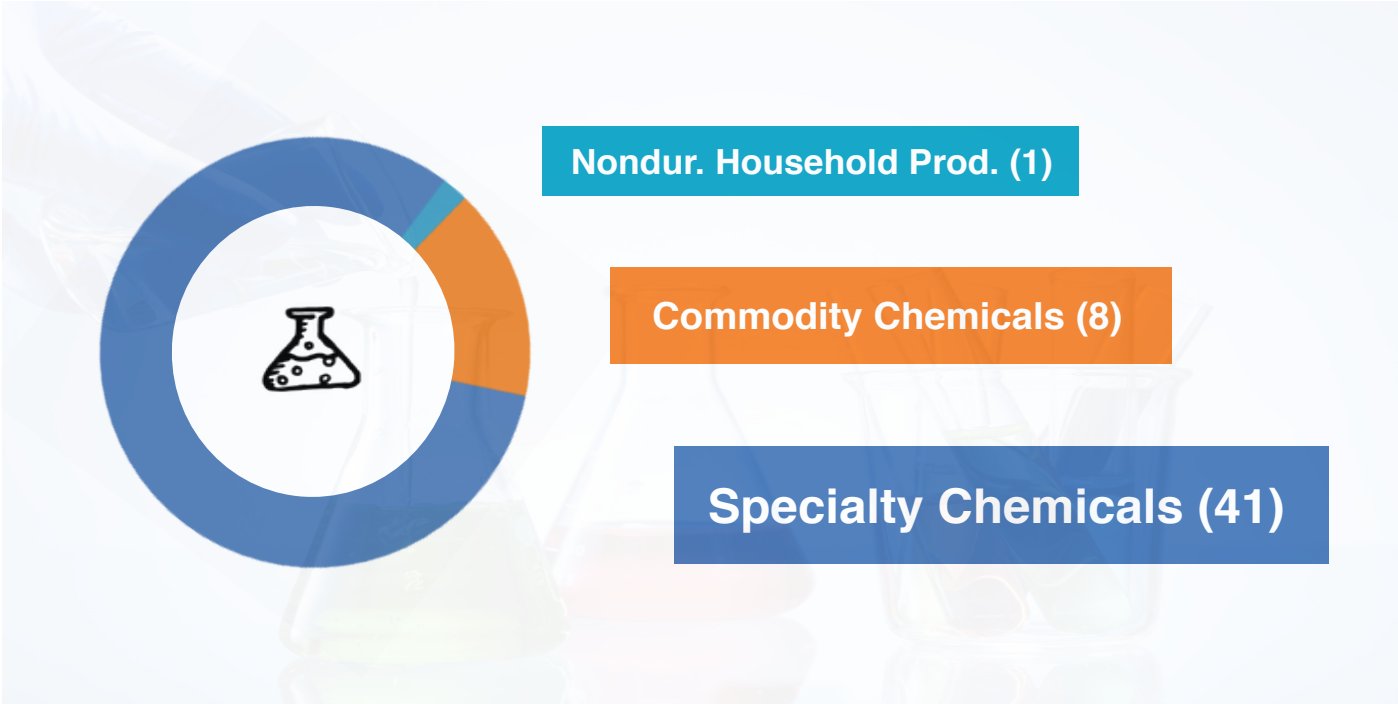 Nondur. Household Prod. (1)
Commodity Chemicals (8)
Specialty Chemicals (41)